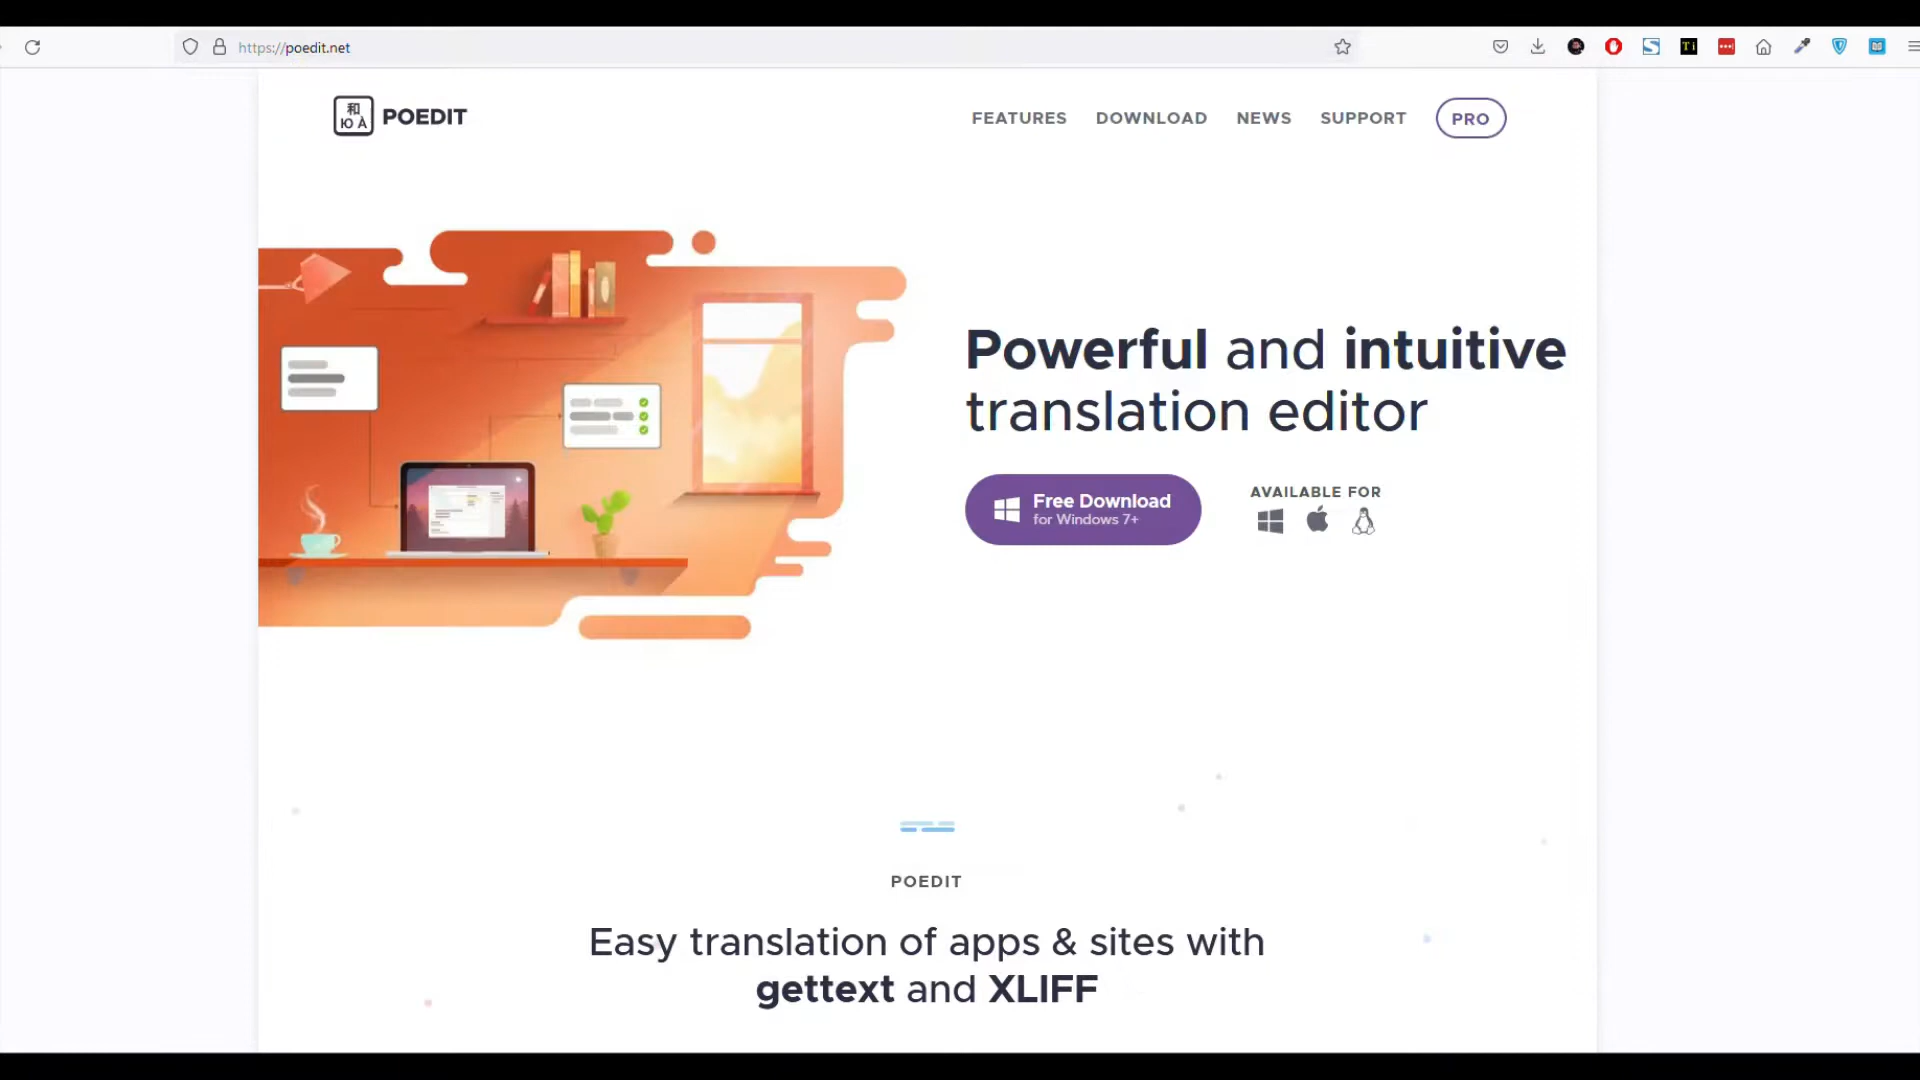 https://poedit.net
和
Ю À
POEDIT
FEATURES
DOWNLOAD
NEWS
SUPPORT
PRO
Powerful and intuitive
translation editor
Free Download
for Windows 7+
AVAILABLE FOR
POEDIT
Easy translation of apps & sites with
gettext and XLIFF